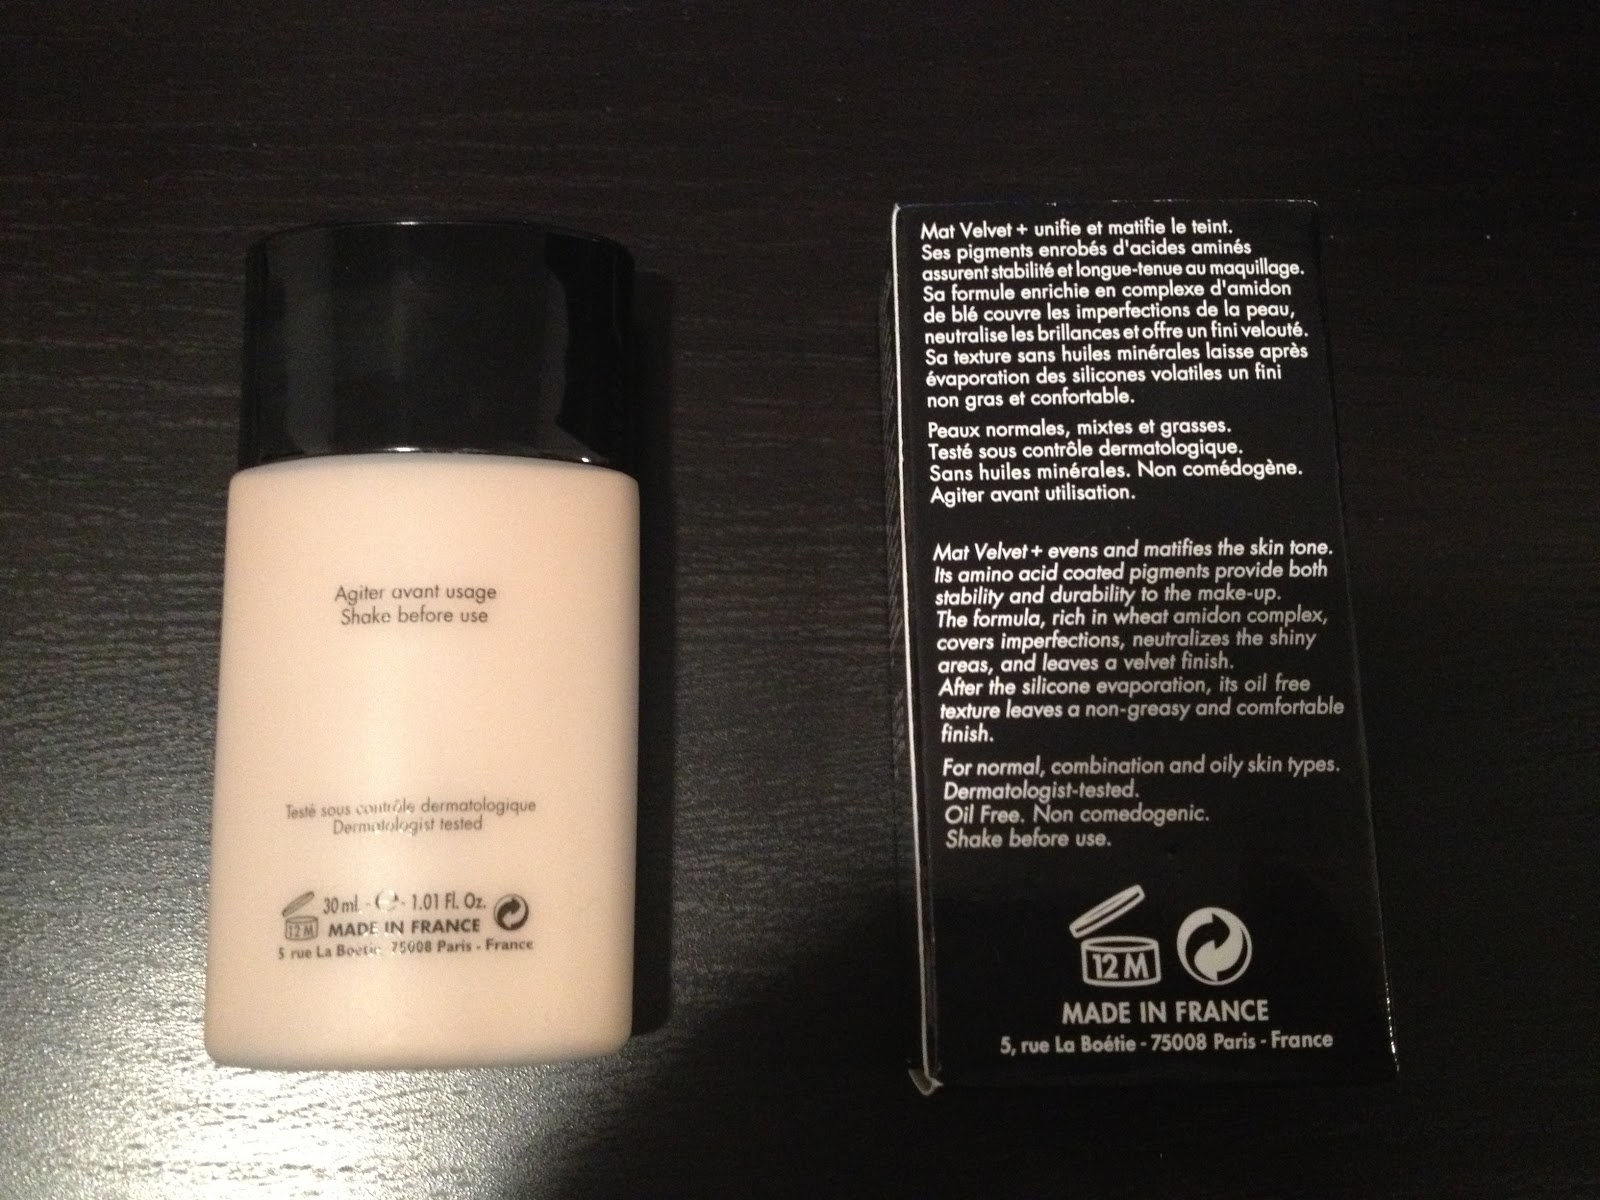 Agiter avant usage
Shake before use
Testé sous contrôle dermatologique
Dermatologist tested
30 ml - e - 1.01 Fl. Oz.
12 M
MADE IN FRANCE
5 rue La Boétie 75008 Paris - France
Mat Velvet + unifie et matifie le teint.
Ses pigments enrobés d'acides aminés
assurent stabilité et longue-tenue au maquillage.
Sa formule enrichie en complexe d'amidon
de blé couvre les imperfections de la peau,
neutralise les brillances et offre un fini velouté.
Sa texture sans huiles minérales laisse après
évaporation des silicones volatiles un fini
non gras et confortable.
Peaux normales, mixtes et grasses.
Testé sous contrôle dermatologique.
Sans huiles minérales. Non comédogène.
Agiter avant utilisation.
Mat Velvet + evens and matifies the skin tone.
Its amino acid coated pigments provide both
stability and durability to the make-up.
The formula, rich in wheat amidon complex,
covers imperfections, neutralizes the shiny
areas, and leaves a velvet finish.
After the silicone evaporation, its oil free
texture leaves a non-greasy and comfortable
finish.
For normal, combination and oily skin types.
Dermatologist-tested.
Oil Free. Non comedogenic.
Shake before use.
12 M
MADE IN FRANCE
5, rue La Boétie - 75008 Paris - France